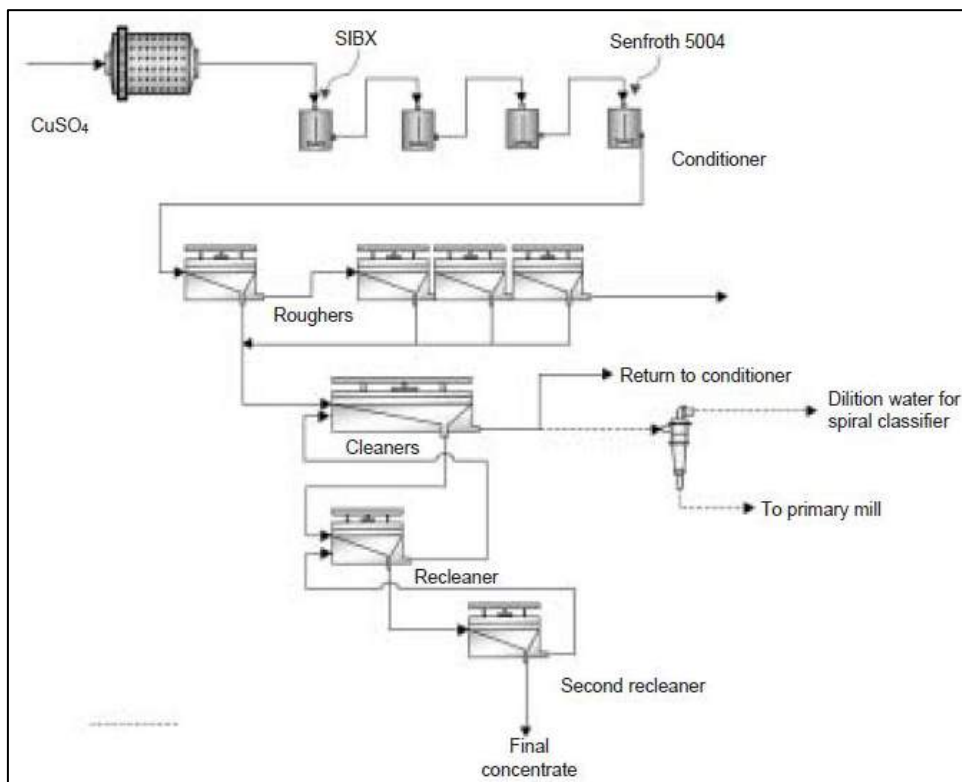 SIBX
Senfroth 5004
CuSO₄
Conditioner
Roughers
Return to conditioner
Dilition water for
spiral classifier
Cleaners
To primary mill
Recleaner
Second recleaner
Final
concentrate